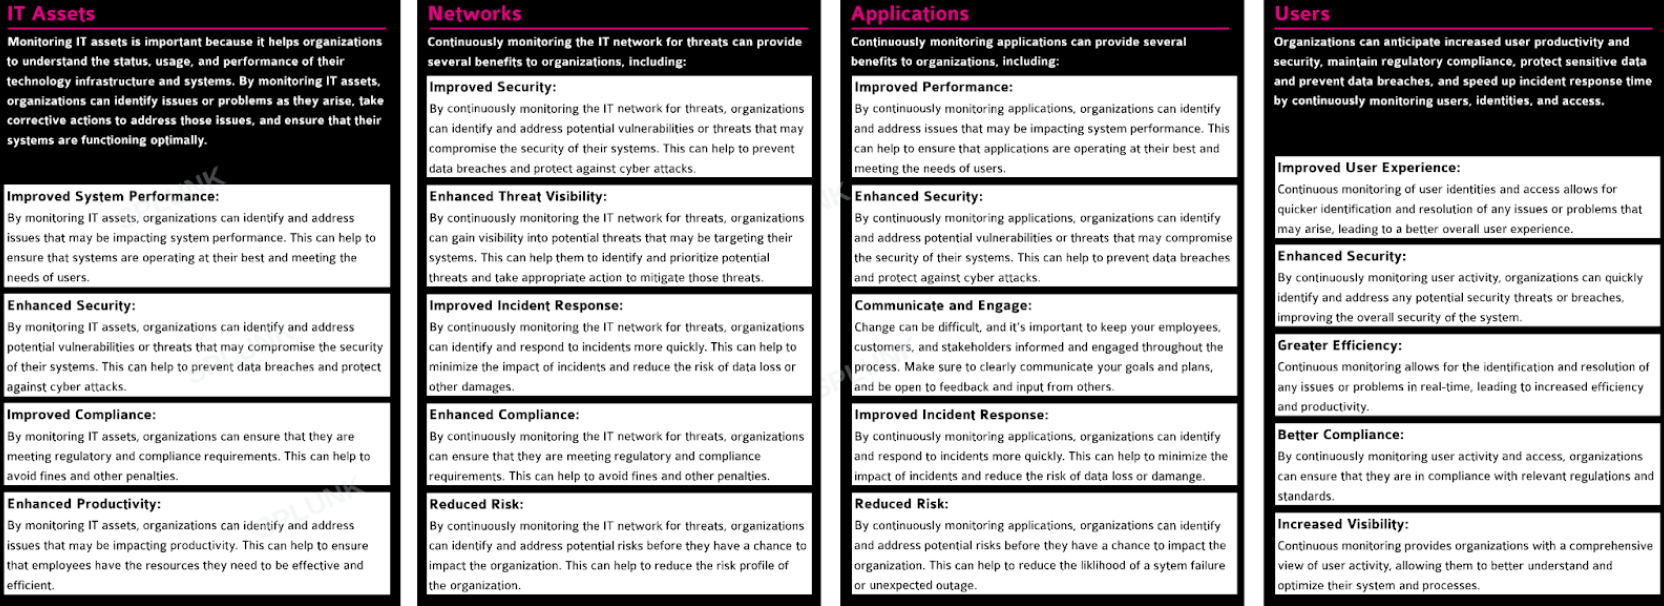 IT Assets
Monitoring IT assets is important because it helps organizations
to understand the status, usage, and performance of their
technology infrastructure and systems. By monitoring IT assets,
organizations can identify issues or problems as they arise, take
corrective actions to address those issues, and ensure that their
systems are functioning optimally.
Improved System Performance:
By monitoring IT assets, organizations can identify and address
issues that may be impacting system performance. This can help to
ensure that systems are operating at their best and meeting the
needs of users.
Enhanced Security:
By monitoring IT assets, organizations can identify and address
potential vulnerabilities or threats that may compromise the security
of their systems. This can help to prevent data breaches and protect
against cyber attacks.
Improved Compliance:
By monitoring IT assets, organizations can ensure that they are
meeting regulatory and compliance requirements. This can help to
avoid fines and other penalties.
Enhanced Productivity:
By monitoring IT assets, organizations can identify and address
issues that may be impacting productivity. This can help to ensure
that employees have the resources they need to be effective and
efficient.
Networks
Continuously monitoring the IT network for threats can provide
several benefits to organizations, including:
Improved Security:
By continuously monitoring the IT network for threats, organizations
can identify and address potential vulnerabilities or threats that may
compromise the security of their systems. This can help to prevent
data breaches and protect against cyber attacks.
Enhanced Threat Visibility:
By continuously monitoring the IT network for threats, organizations
can gain visibility into potential threats that may be targeting their
systems. This can help them to identify and prioritize potential
threats and take appropriate action to mitigate those threats.
Improved Incident Response:
By continuously monitoring the IT network for threats, organizations
can identify and respond to incidents more quickly. This can help to
minimize the impact of incidents and reduce the risk of data loss or
other damages.
Enhanced Compliance:
By continuously monitoring the IT network for threats, organizations
can ensure that they are meeting regulatory and compliance
requirements. This can help to avoid fines and other penalties.
Reduced Risk:
By continuously monitoring the IT network for threats, organizations
can identify and address potential risks before they have a chance to
impact the organization. This can help to reduce the risk profile of
the organization.
Applications
Continuously monitoring applications can provide several
benefits to organizations, including:
Improved Performance:
By continuously monitoring applications, organizations can identify
and address issues that may be impacting system performance. This
can help to ensure that applications are operating at their best and
meeting the needs of users.
Enhanced Security:
By continuously monitoring applications, organizations can identify
and address potential vulnerabilities or threats that may compromise
the security of their systems. This can help to prevent data breaches
and protect against cyber attacks.
Communicate and Engage:
Change can be difficult, and it's important to keep your employees,
customers, and stakeholders informed and engaged throughout the
process. Make sure to clearly communicate your goals and plans,
and be open to feedback and input from others.
Improved Incident Response:
By continuously monitoring applications, organizations can identify
and respond to incidents more quickly. This can help to minimize the
impact of incidents and reduce the risk of data loss or damange.
Reduced Risk:
By continuously monitoring applications, organizations can identify
and address potential risks before they have a chance to impact the
organization. This can help to reduce the liklihood of a sytem failure
or unexpected outage.
Users
Organizations can anticipate increased user productivity and
security, maintain regulatory compliance, protect sensitive data
and prevent data breaches, and speed up incident response time
by continuously monitoring users, identities, and access.
Improved User Experience:
Continuous monitoring of user identities and access allows for
quicker identification and resolution of any issues or problems that
may arise, leading to a better overall user experience.
Enhanced Security:
By continuously monitoring user activity, organizations can quickly
identify and address any potential security threats or breaches,
improving the overall security of the system.
Greater Efficiency:
Continuous monitoring allows for the identification and resolution of
any issues or problems in real-time, leading to increased efficiency
and productivity.
Better Compliance:
By continuously monitoring user activity and access, organizations
can ensure that they are in compliance with relevant regulations and
standards.
Increased Visibility:
Continuous monitoring provides organizations with a comprehensive
view of user activity, allowing them to better understand and
optimize their system and processes.
SPLUNK
SPLUNK